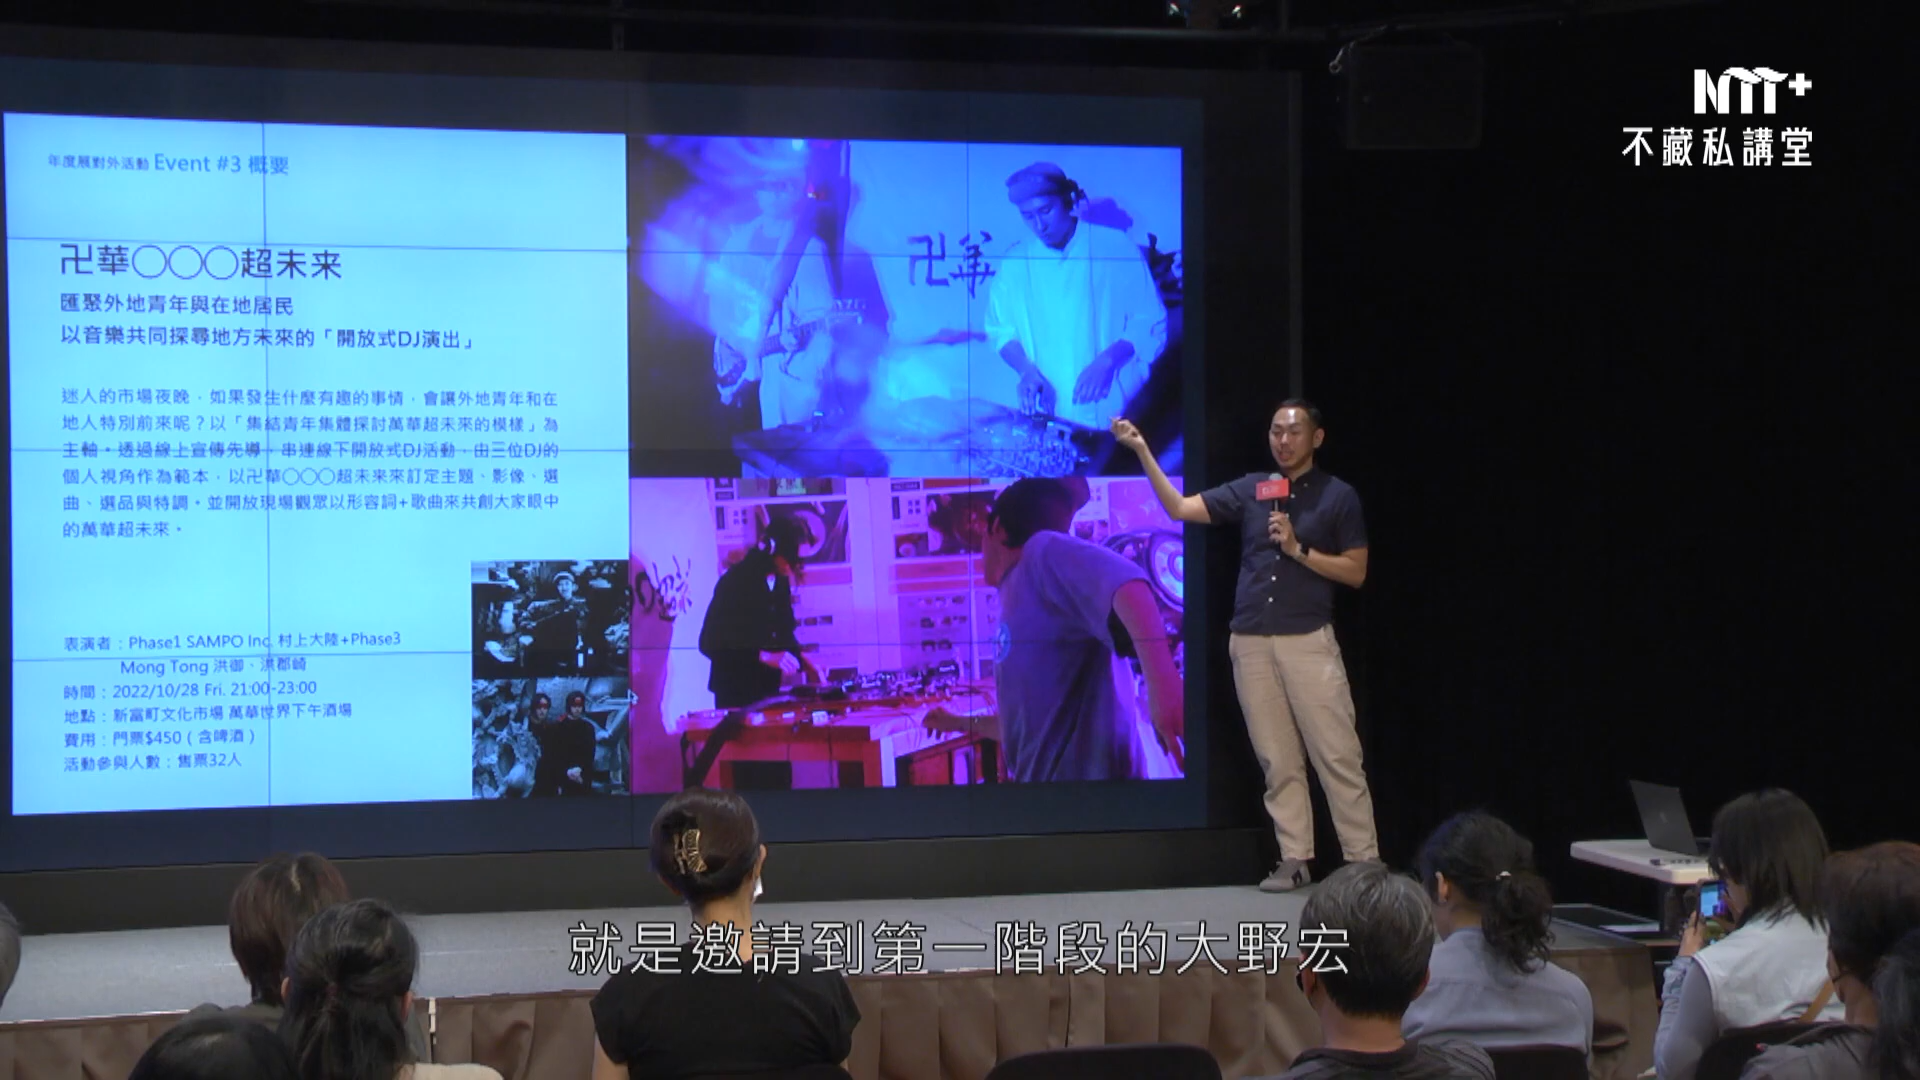 年度展對外活動 Event #3 概要
卍華◯◯◯超未来
匯聚外地青年與在地居民
以音樂共同探尋地方未來的「開放式DJ演出」
迷人的市場夜晚，如果發生什麼有趣的事情，會讓外地青年和在
地人特別前來呢？以「集結青年集體探討萬華超未來的模樣」為
主軸。透過線上宣傳先導，串連線下開放式DJ活動，由三位DJ的
個人視角作為範本，以卍華◯◯◯超未来來訂定主題、影像、選
曲、選品與特調。並開放現場觀眾以形容詞+歌曲來共創大家眼中
的萬華超未來。
表演者：Phase1 SAMPO Inc. 村上大陸+Phase3
Mong Tong 洪御、洪郡崎
時間：2022/10/28 Fri. 21:00-23:00
地點：新富町文化市場 萬華世界下午酒場
費用：門票$450（含啤酒）
活動參與人數：售票32人
卍華
NTT+
不藏私講堂
就是邀請到第一階段的大野宏